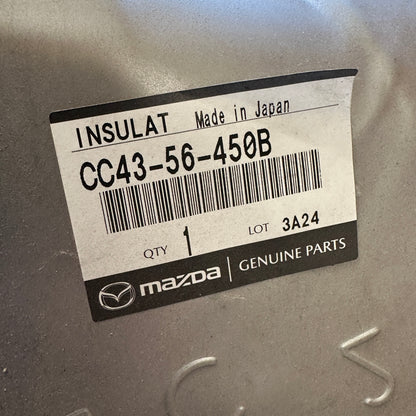 INSULAT Made in Japan
CC43-56-450B
QTY 1 LOT 3A24
mazda GENUINE PARTS